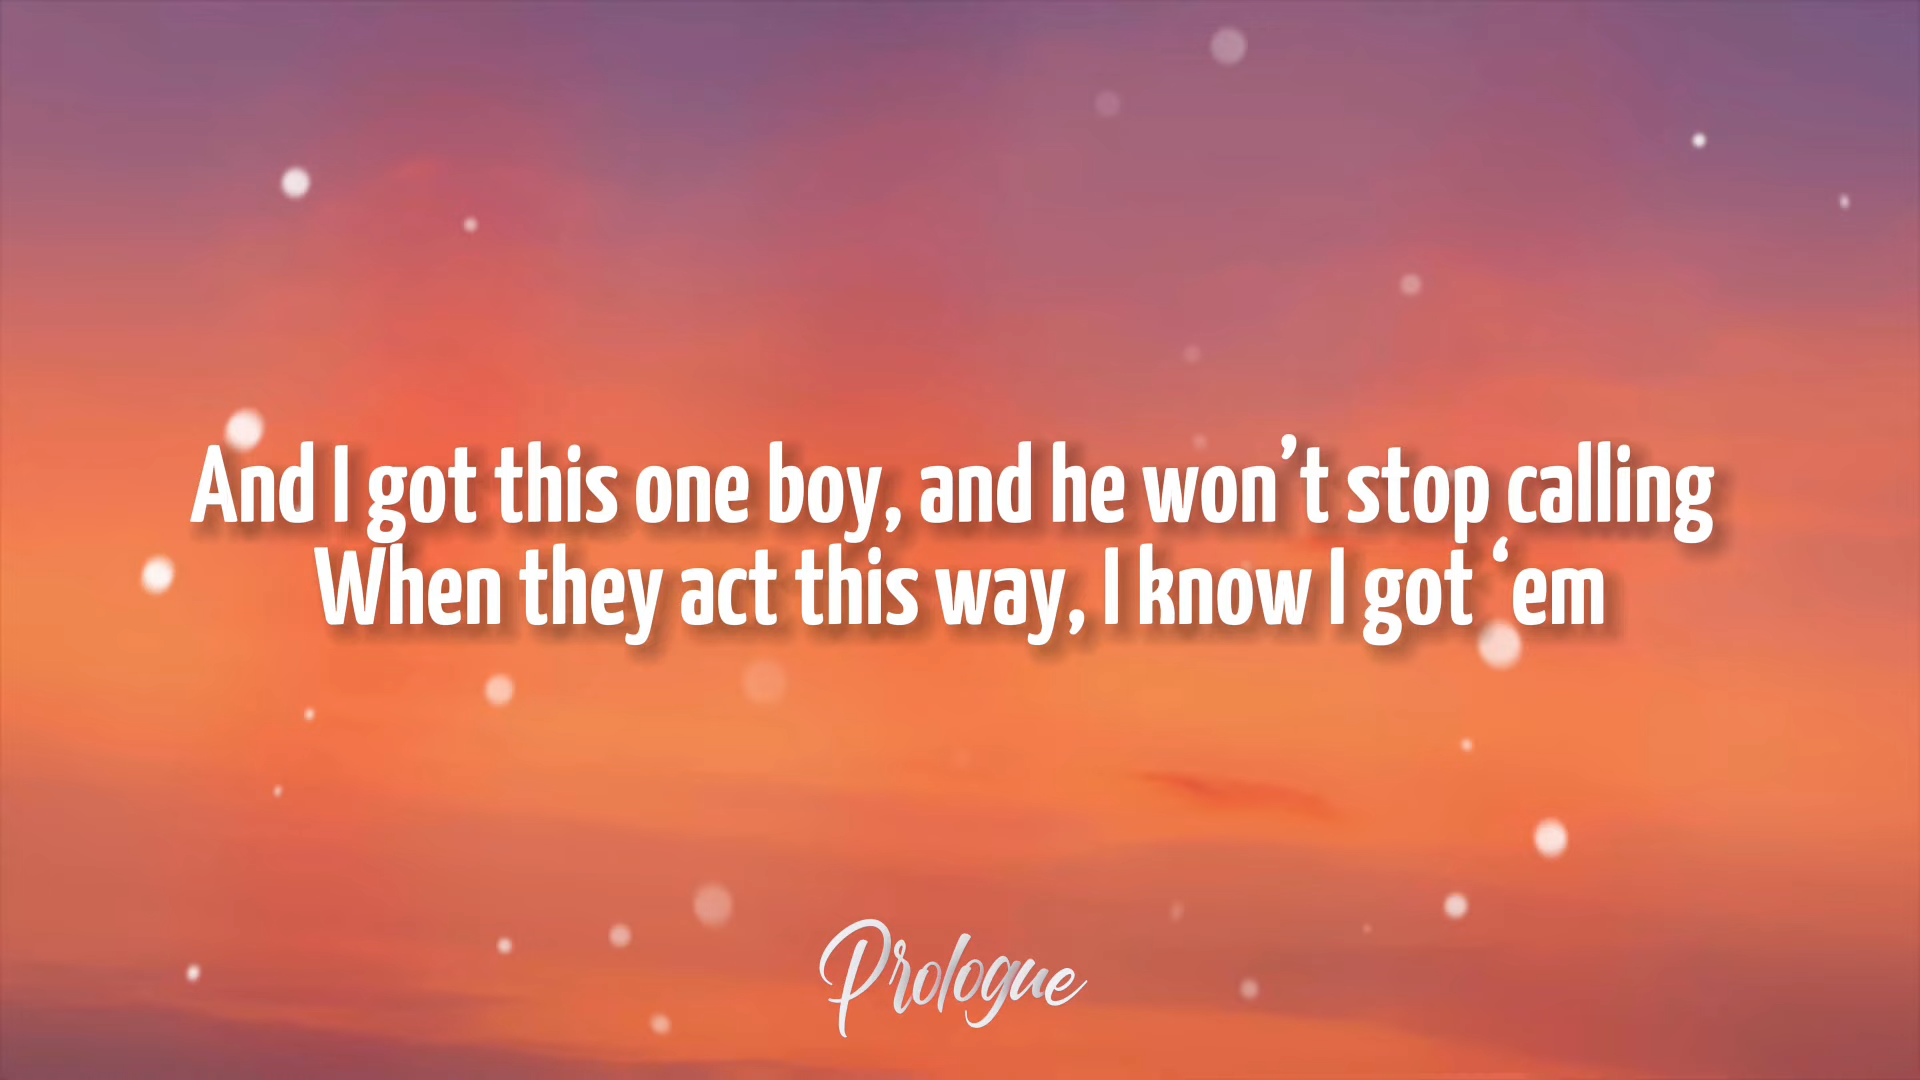 And I got this one boy, and he won’t stop calling
When they act this way, I know I got ‘em
Prologue